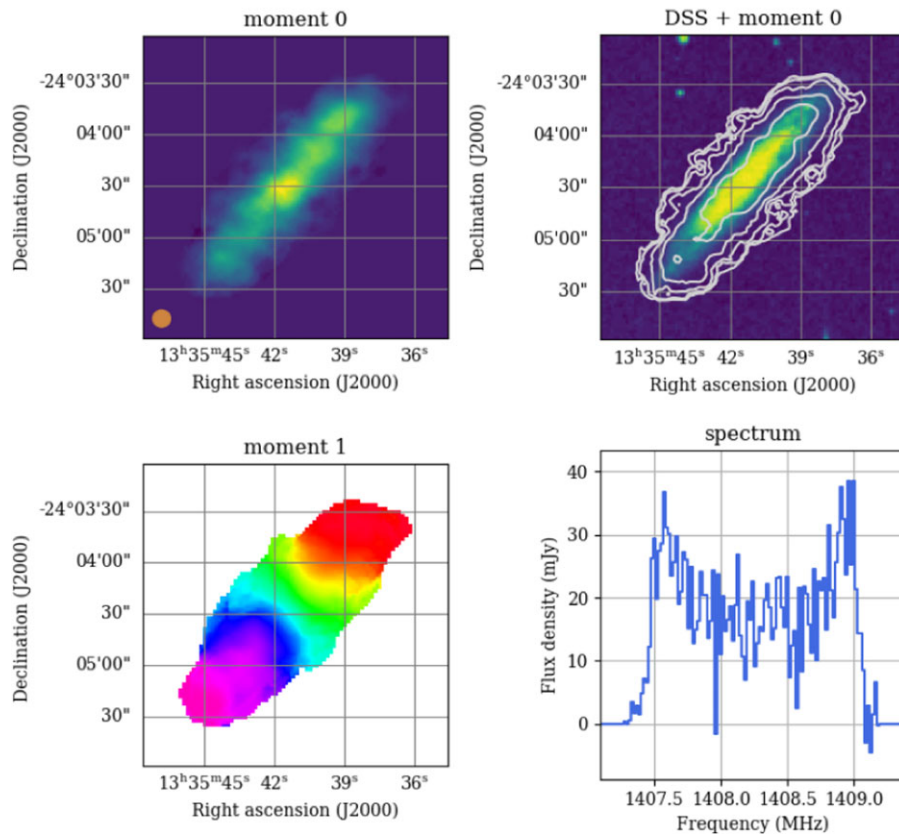 moment 0
-24°03'30"
04'00"
30"
05'00"
30"
Declination (J2000)
13ʰ35ᵐ45ˢ 42ˢ 39ˢ 36ˢ
Right ascension (J2000)
DSS + moment 0
-24°03'30"
04'00"
30"
05'00"
30"
Declination (J2000)
13ʰ35ᵐ45ˢ 42ˢ 39ˢ 36ˢ
Right ascension (J2000)
moment 1
-24°03'30"
04'00"
30"
05'00"
30"
Declination (J2000)
13ʰ35ᵐ45ˢ 42ˢ 39ˢ 36ˢ
Right ascension (J2000)
spectrum
40
30
20
10
0
Flux density (mJy)
1407.5 1408.0 1408.5 1409.0
Frequency (MHz)